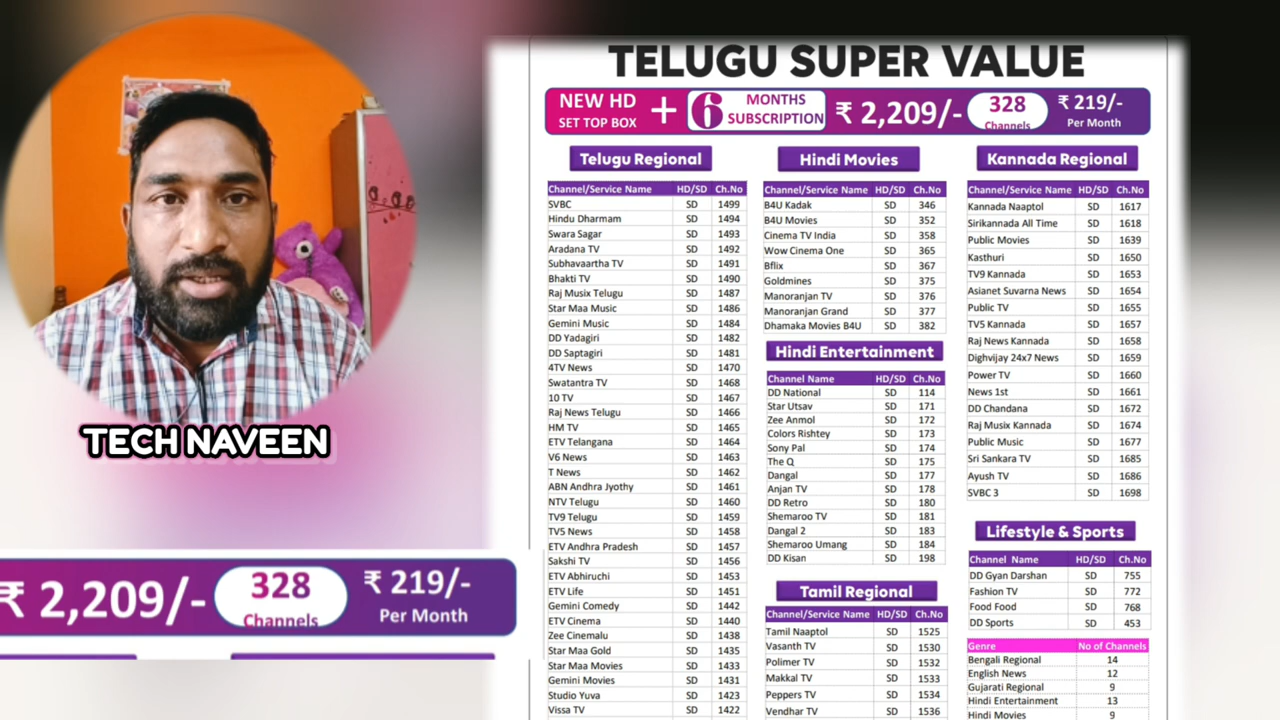 TELUGU SUPER VALUE
NEW HD SET TOP BOX + 6 MONTHS SUBSCRIPTION ₹ 2,209/- 328 Channels ₹ 219/- Per Month
Telugu Regional
Channel/Service Name HD/SD Ch.No
SVBC SD 1499
Hindu Dharmam SD 1494
Swara Sagar SD 1493
Aradana TV SD 1492
Subhavaartha TV SD 1491
Bhakti TV SD 1490
Raj Musix Telugu SD 1487
Star Maa Music SD 1486
Gemini Music SD 1484
DD Yadagiri SD 1482
DD Saptagiri SD 1481
4TV News SD 1470
Swatantra TV SD 1468
10 TV SD 1467
Raj News Telugu SD 1466
HM TV SD 1465
ETV Telangana SD 1464
V6 News SD 1463
T News SD 1462
ABN Andhra Jyothy SD 1461
NTV Telugu SD 1460
TV9 Telugu SD 1459
TV5 News SD 1458
ETV Andhra Pradesh SD 1457
Sakshi TV SD 1456
ETV Abhiruchi SD 1453
ETV Life SD 1451
Gemini Comedy SD 1442
ETV Cinema SD 1440
Zee Cinemalu SD 1438
Star Maa Gold SD 1435
Star Maa Movies SD 1433
Gemini Movies SD 1431
Studio Yuva SD 1423
Vissa TV SD 1422
Hindi Movies
Channel/Service Name HD/SD Ch.No
B4U Kadak SD 346
B4U Movies SD 352
Cinema TV India SD 358
Wow Cinema One SD 365
Bflix SD 367
Goldmines SD 375
Manoranjan TV SD 376
Manoranjan Grand SD 377
Dhamaka Movies B4U SD 382
Hindi Entertainment
Channel Name HD/SD Ch.No
DD National SD 114
Star Utsav SD 171
Zee Anmol SD 172
Colors Rishtey SD 173
Sony Pal SD 174
The Q SD 175
Dangal SD 177
Anjan TV SD 178
DD Retro SD 180
Shemaroo TV SD 181
Dangal 2 SD 183
Shemaroo Umang SD 184
DD Kisan SD 198
Tamil Regional
Channel/Service Name HD/SD Ch.No
Tamil Naaptol SD 1525
Vasanth TV SD 1530
Polimer TV SD 1532
Makkal TV SD 1533
Peppers TV SD 1534
Vendhar TV SD 1536
Kannada Regional
Channel/Service Name HD/SD Ch.No
Kannada Naaptol SD 1617
Sirikannada All Time SD 1618
Public Movies SD 1639
Kasthuri SD 1650
TV9 Kannada SD 1653
Asianet Suvarna News SD 1654
Public TV SD 1655
TV5 Kannada SD 1657
Raj News Kannada SD 1658
Dighvijay 24x7 News SD 1659
Power TV SD 1660
News 1st SD 1661
DD Chandana SD 1672
Raj Musix Kannada SD 1674
Public Music SD 1677
Sri Sankara TV SD 1685
Ayush TV SD 1686
SVBC 3 SD 1698
Lifestyle & Sports
Channel Name HD/SD Ch.No
DD Gyan Darshan SD 755
Fashion TV SD 772
Food Food SD 768
DD Sports SD 453
Genre No of Channels
Bengali Regional 14
English News 12
Gujarati Regional 9
Hindi Entertainment 13
Hindi Movies 9
TECH NAVEEN
₹ 2,209/- 328 Channels ₹ 219/- Per Month